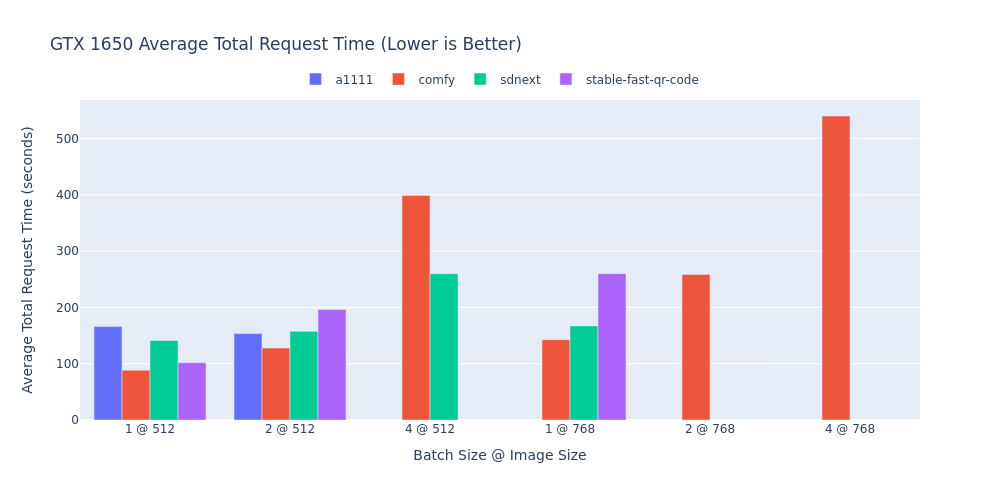 GTX 1650 Average Total Request Time (Lower is Better)
a1111 comfy sdnext stable-fast-qr-code
Average Total Request Time (seconds)
500
400
300
200
100
0
1 @ 512 2 @ 512 4 @ 512 1 @ 768 2 @ 768 4 @ 768
Batch Size @ Image Size